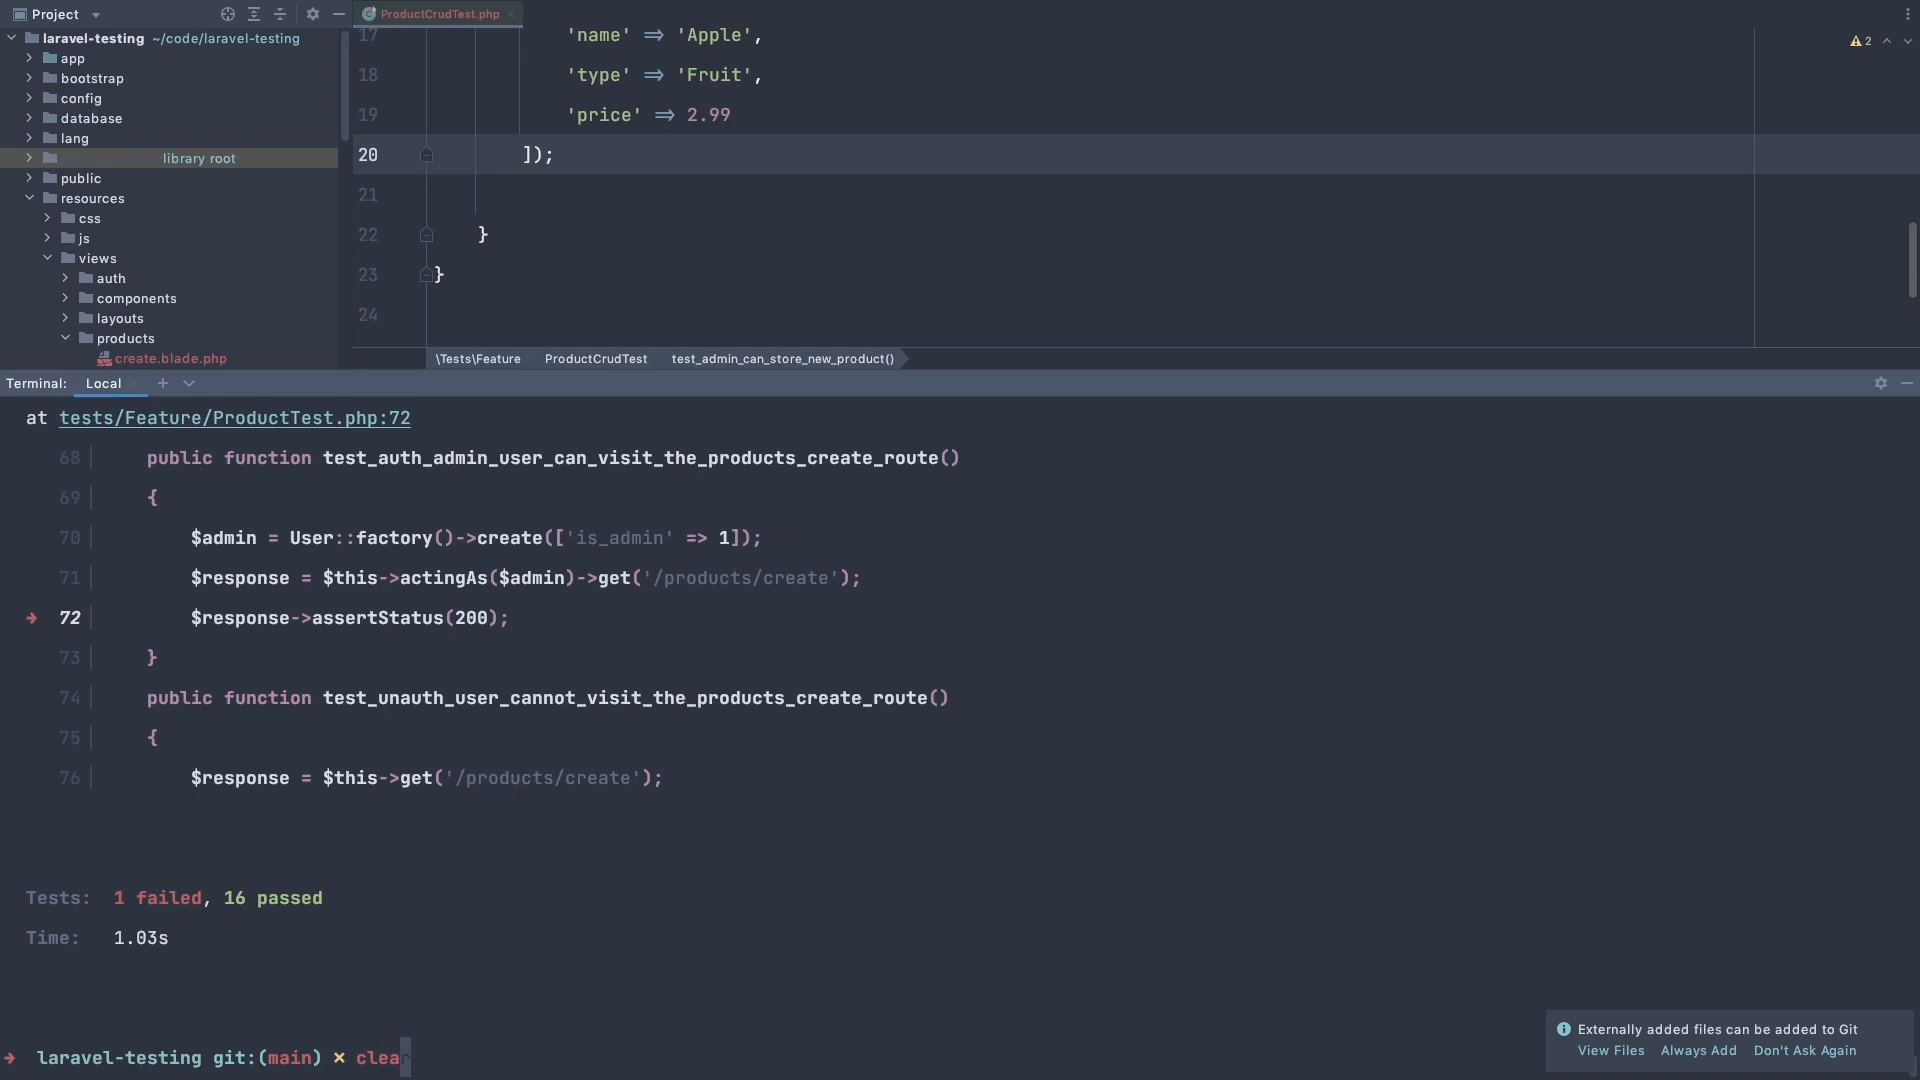 Project
ProductCrudTest.php
laravel-testing ~/code/laravel-testing
app
bootstrap
config
database
lang
library root
public
resources
css
js
views
auth
components
layouts
products
create.blade.php
2
17 'name' => 'Apple',
18 'type' => 'Fruit',
19 'price' => 2.99
20 ]);
21
22 }
23 }
24
\Tests\Feature ProductCrudTest test_admin_can_store_new_product()
Terminal: Local
at tests/Feature/ProductTest.php:72
68 public function test_auth_admin_user_can_visit_the_products_create_route()
69 {
70 $admin = User::factory()->create(['is_admin' => 1]);
71 $response = $this->actingAs($admin)->get('/products/create');
→ 72 $response->assertStatus(200);
73 }
74 public function test_unauth_user_cannot_visit_the_products_create_route()
75 {
76 $response = $this->get('/products/create');
Tests: 1 failed, 16 passed
Time: 1.03s
→ laravel-testing git:(main) × clear
Externally added files can be added to Git
View Files Always Add Don't Ask Again